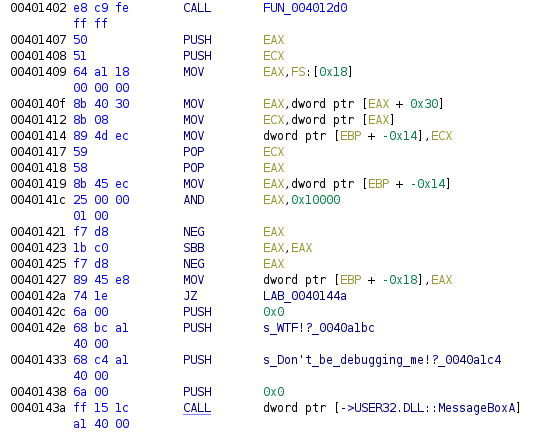 00401402 e8 c9 fe CALL FUN_004012d0
ff ff
00401407 50 PUSH EAX
00401408 51 PUSH ECX
00401409 64 a1 18 MOV EAX,FS:[0x18]
00 00 00
0040140f 8b 40 30 MOV EAX,dword ptr [EAX + 0x30]
00401412 8b 08 MOV ECX,dword ptr [EAX]
00401414 89 4d ec MOV dword ptr [EBP + -0x14],ECX
00401417 59 POP ECX
00401418 58 POP EAX
00401419 8b 45 ec MOV EAX,dword ptr [EBP + -0x14]
0040141c 25 00 00 AND EAX,0x10000
01 00
00401421 f7 d8 NEG EAX
00401423 1b c0 SBB EAX,EAX
00401425 f7 d8 NEG EAX
00401427 89 45 e8 MOV dword ptr [EBP + -0x18],EAX
0040142a 74 1e JZ LAB_0040144a
0040142c 6a 00 PUSH 0x0
0040142e 68 bc a1 PUSH s_WTF!?_0040a1bc
40 00
00401433 68 c4 a1 PUSH s_Don't_be_debugging_me!?_0040a1c4
40 00
00401438 6a 00 PUSH 0x0
0040143a ff 15 1c CALL dword ptr [->USER32.DLL::MessageBoxA]
a1 40 00